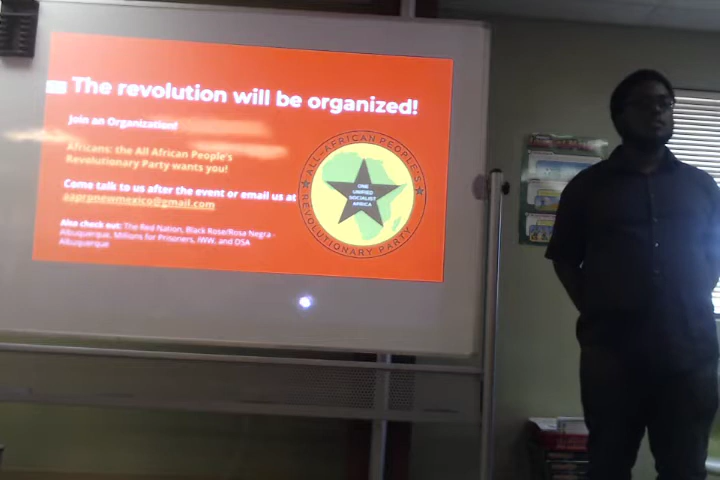 The revolution will be organized!
Join an Organization!
Africans: the All African People's
Revolutionary Party wants you!
Come talk to us after the event or email us at
aaprpnewmexico@gmail.com
Also check out: The Red Nation, Black Rose/Rosa Negra -
Albuquerque, Millions for Prisoners, IWW, and DSA
Albuquerque
ALL-AFRICAN PEOPLE'S
REVOLUTIONARY PARTY
ONE
UNIFIED
SOCIALIST
AFRICA